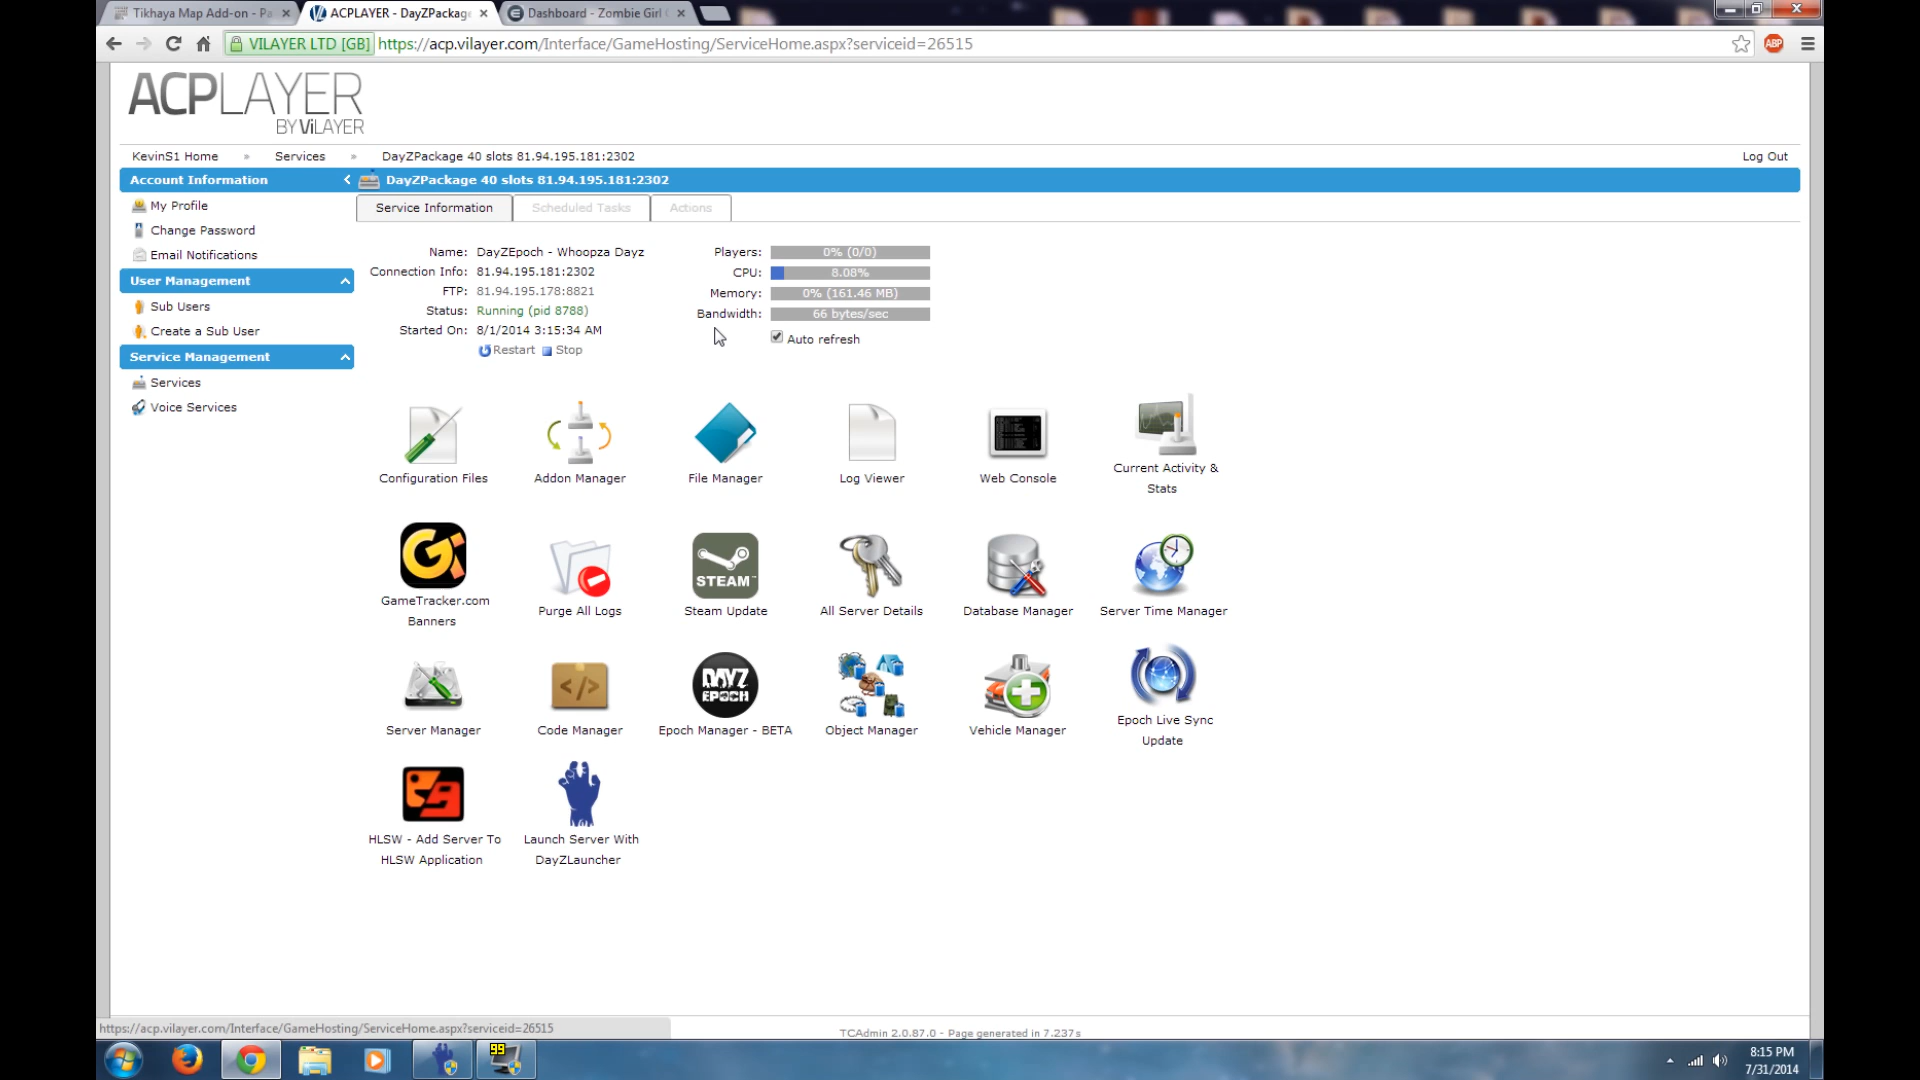 Tikhaya Map Add-on - Pa
ACPLAYER - DayZPackage
Dashboard - Zombie Girl
VILAYER LTD [GB]
https://acp.vilayer.com/Interface/GameHosting/ServiceHome.aspx?serviceid=26515
ABP
ACPLAYER
BY ViLAYER
KevinS1 Home » Services » DayZPackage 40 slots 81.94.195.181:2302
Log Out
Account Information
DayZPackage 40 slots 81.94.195.181:2302
My Profile
Change Password
Email Notifications
User Management
Sub Users
Create a Sub User
Service Management
Services
Voice Services
Service Information
Scheduled Tasks
Actions
Name: DayZEpoch - Whoopza Dayz
Connection Info: 81.94.195.181:2302
FTP: 81.94.195.178:8821
Status: Running (pid 8788)
Started On: 8/1/2014 3:15:34 AM
Restart Stop
Players: 0% (0/0)
CPU: 8.08%
Memory: 0% (161.46 MB)
Bandwidth: 66 bytes/sec
Auto refresh
Configuration Files
Addon Manager
File Manager
Log Viewer
Web Console
Current Activity &
Stats
GameTracker.com
Banners
Purge All Logs
STEAM
Steam Update
All Server Details
Database Manager
Server Time Manager
Server Manager
</>
Code Manager
DAYZ
EPOCH
Epoch Manager - BETA
Object Manager
Vehicle Manager
Epoch Live Sync
Update
HLSW - Add Server To
HLSW Application
Launch Server With
DayZLauncher
https://acp.vilayer.com/Interface/GameHosting/ServiceHome.aspx?serviceid=26515
TCAdmin 2.0.87.0 - Page generated in 7.237s
99
8:15 PM
7/31/2014